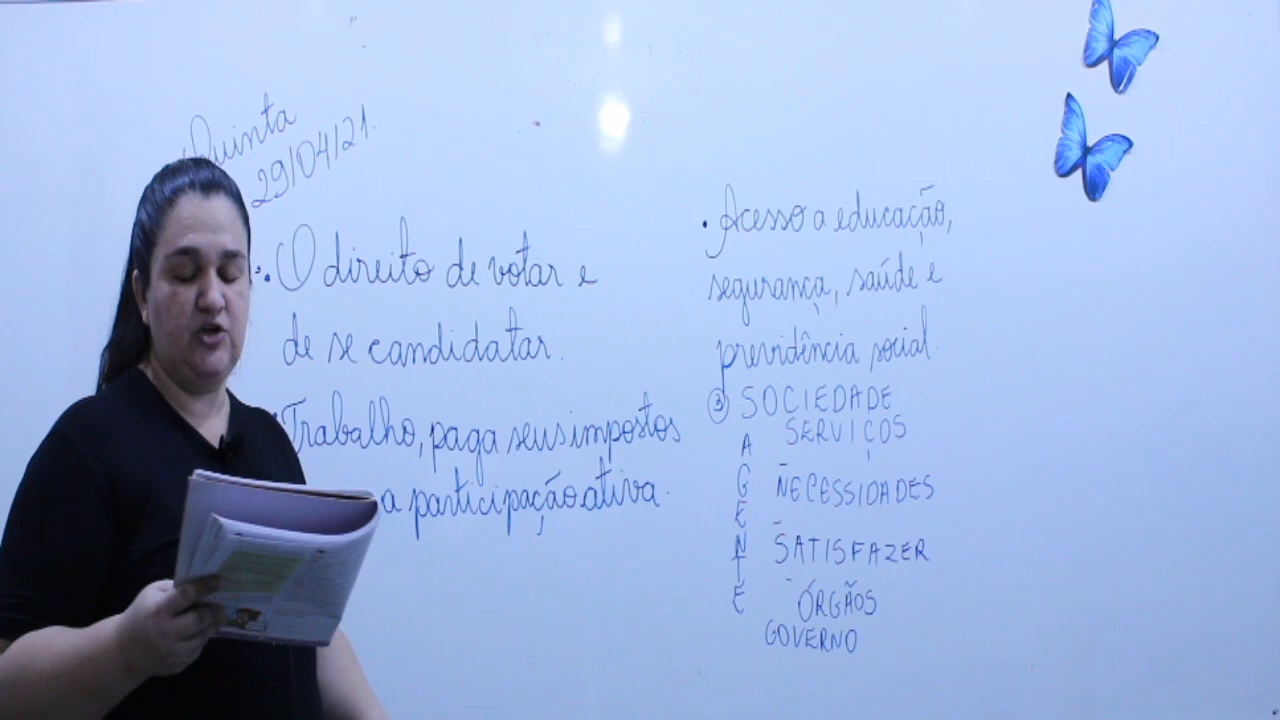 Quinta
29/04/21.
O direito de votar e
de se candidatar.
Trabalho, paga seus impostos
a participação ativa.
• Acesso a educação,
segurança, saúde e
previdência social.
③ SOCIEDADE
SERVIÇOS
NECESSIDADES
SATISFAZER
ÓRGÃOS
GOVERNO
AGENTE